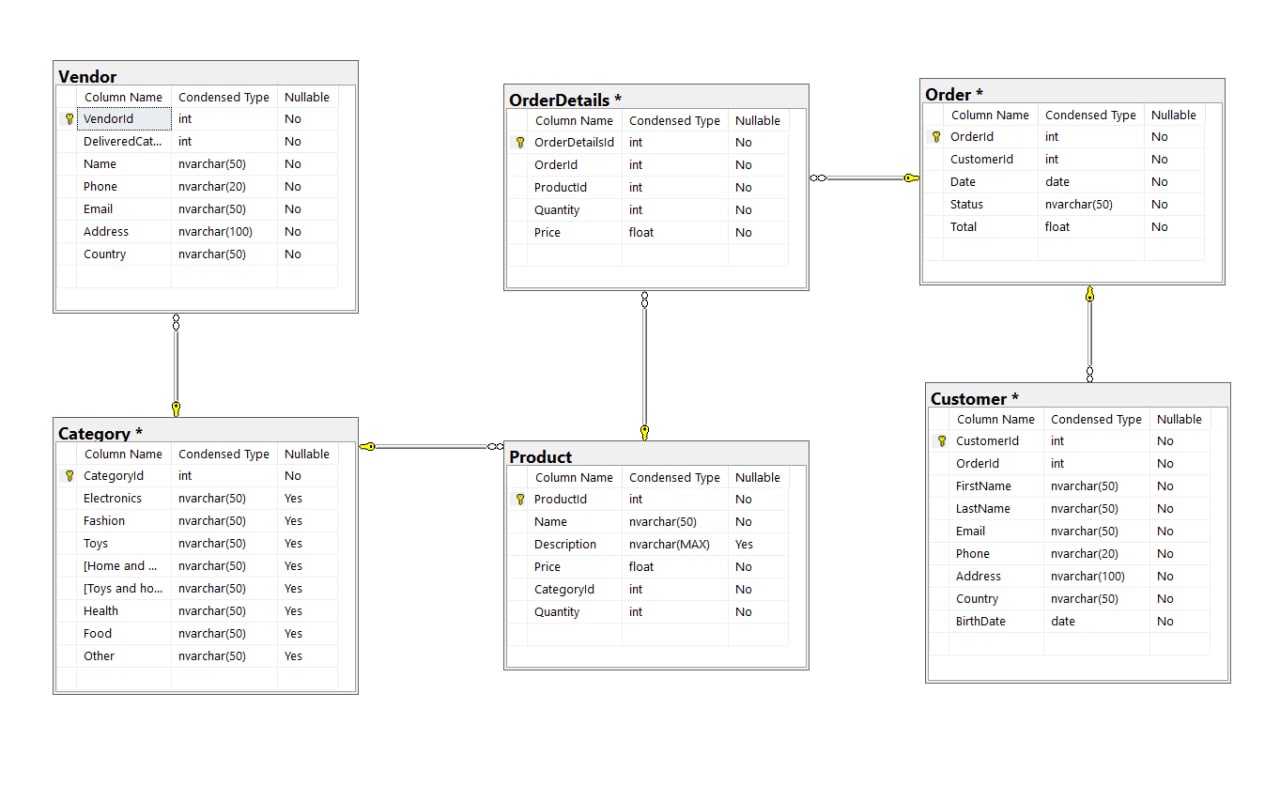 Vendor
Column Name Condensed Type Nullable
VendorId int No
DeliveredCat... int No
Name nvarchar(50) No
Phone nvarchar(20) No
Email nvarchar(50) No
Address nvarchar(100) No
Country nvarchar(50) No
OrderDetails *
Column Name Condensed Type Nullable
OrderDetailsId int No
OrderId int No
ProductId int No
Quantity int No
Price float No
Order *
Column Name Condensed Type Nullable
OrderId int No
CustomerId int No
Date date No
Status nvarchar(50) No
Total float No
Category *
Column Name Condensed Type Nullable
CategoryId int No
Electronics nvarchar(50) Yes
Fashion nvarchar(50) Yes
Toys nvarchar(50) Yes
[Home and ... nvarchar(50) Yes
[Toys and ho... nvarchar(50) Yes
Health nvarchar(50) Yes
Food nvarchar(50) Yes
Other nvarchar(50) Yes
Product
Column Name Condensed Type Nullable
ProductId int No
Name nvarchar(50) No
Description nvarchar(MAX) Yes
Price float No
CategoryId int No
Quantity int No
Customer *
Column Name Condensed Type Nullable
CustomerId int No
OrderId int No
FirstName nvarchar(50) No
LastName nvarchar(50) No
Email nvarchar(50) No
Phone nvarchar(20) No
Address nvarchar(100) No
Country nvarchar(50) No
BirthDate date No